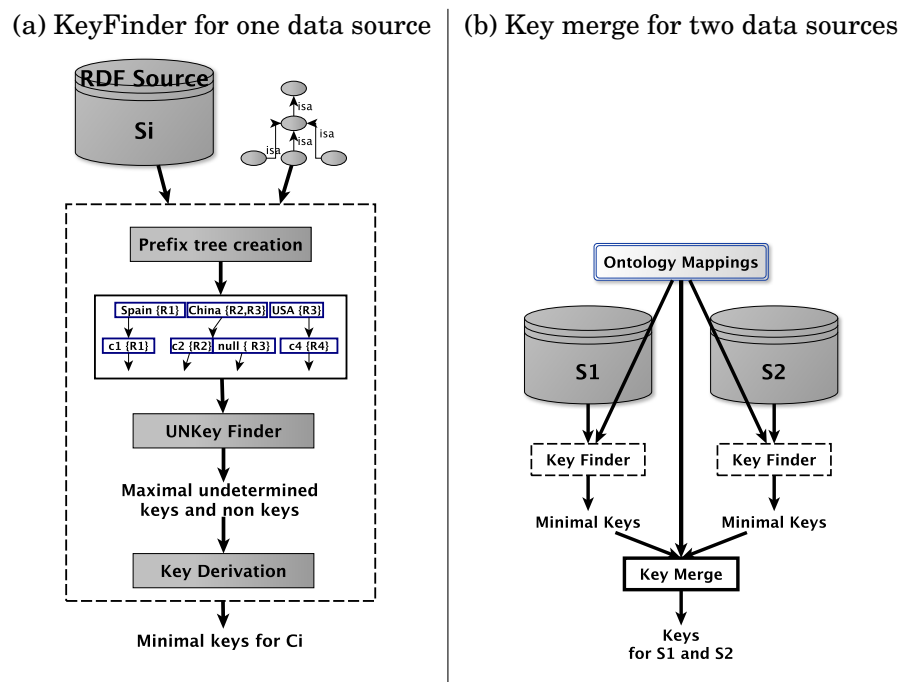 (a) KeyFinder for one data source
RDF Source
Si
isa
isa
isa
isa
Prefix tree creation
Spain {R1} China {R2,R3} USA {R3}
c1 {R1} c2 {R2} null { R3} c4 {R4}
UNKey Finder
Maximal undetermined
keys and non keys
Key Derivation
Minimal keys for Ci
(b) Key merge for two data sources
Ontology Mappings
S1 S2
Key Finder Key Finder
Minimal Keys Minimal Keys
Key Merge
Keys
for S1 and S2